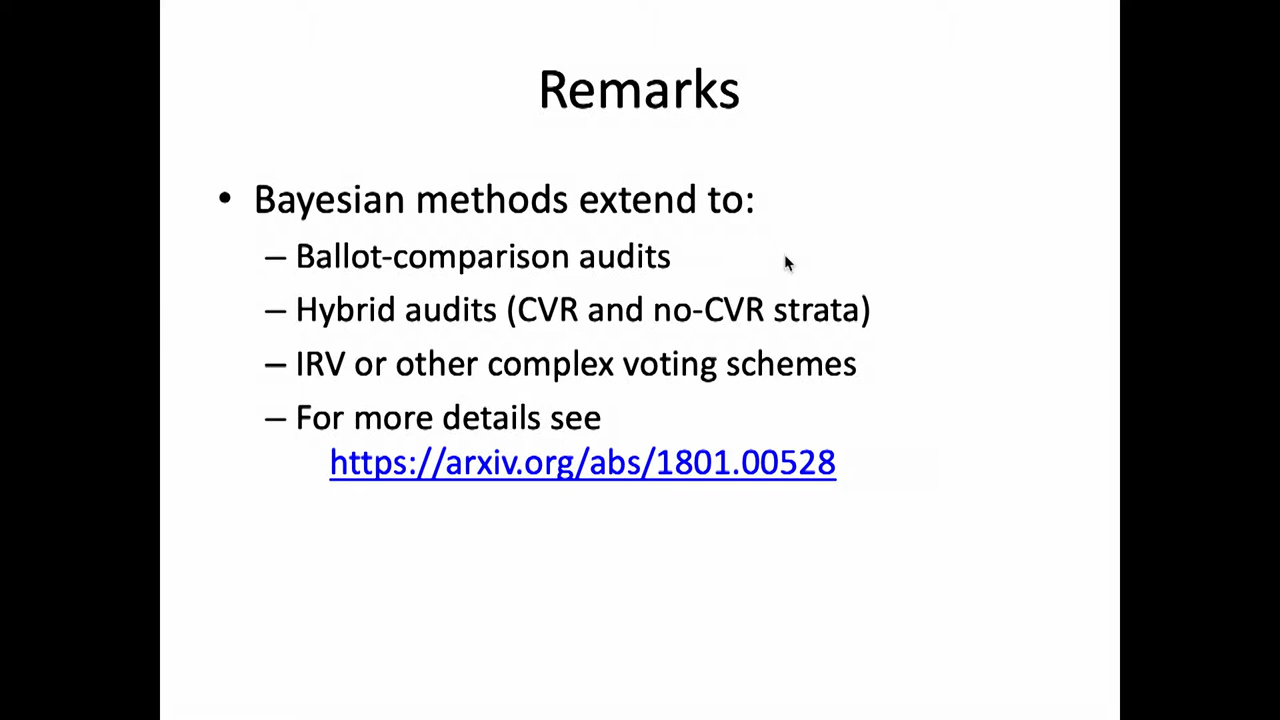 Remarks
• Bayesian methods extend to:
– Ballot-comparison audits
– Hybrid audits (CVR and no-CVR strata)
– IRV or other complex voting schemes
– For more details see
https://arxiv.org/abs/1801.00528